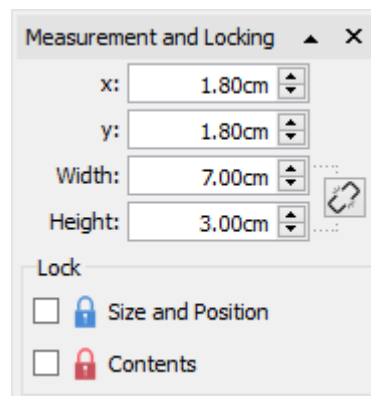 Measurement and Locking
x: 1.80cm
y: 1.80cm
Width: 7.00cm
Height: 3.00cm
Lock
Size and Position
Contents